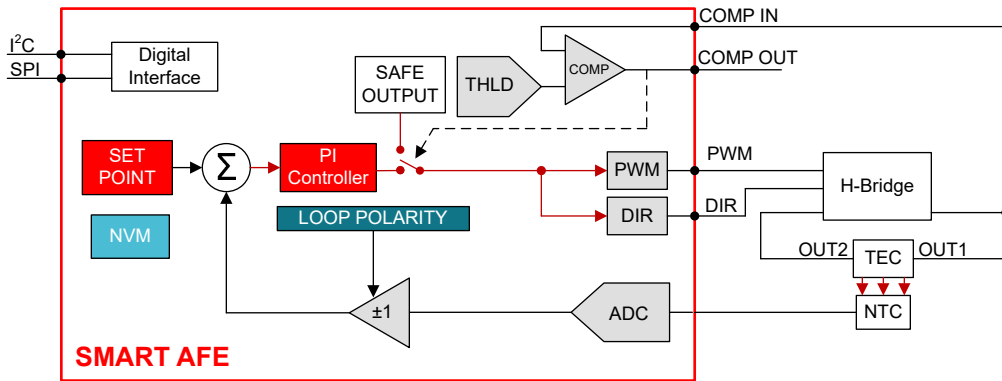 COMP IN
I²C
SPI
Digital
Interface
SAFE
OUTPUT
THLD
COMP
COMP OUT
SET
POINT
Σ
PI
Controller
PWM
PWM
H-Bridge
NVM
LOOP POLARITY
DIR
DIR
OUT2
TEC
OUT1
±1
ADC
NTC
SMART AFE